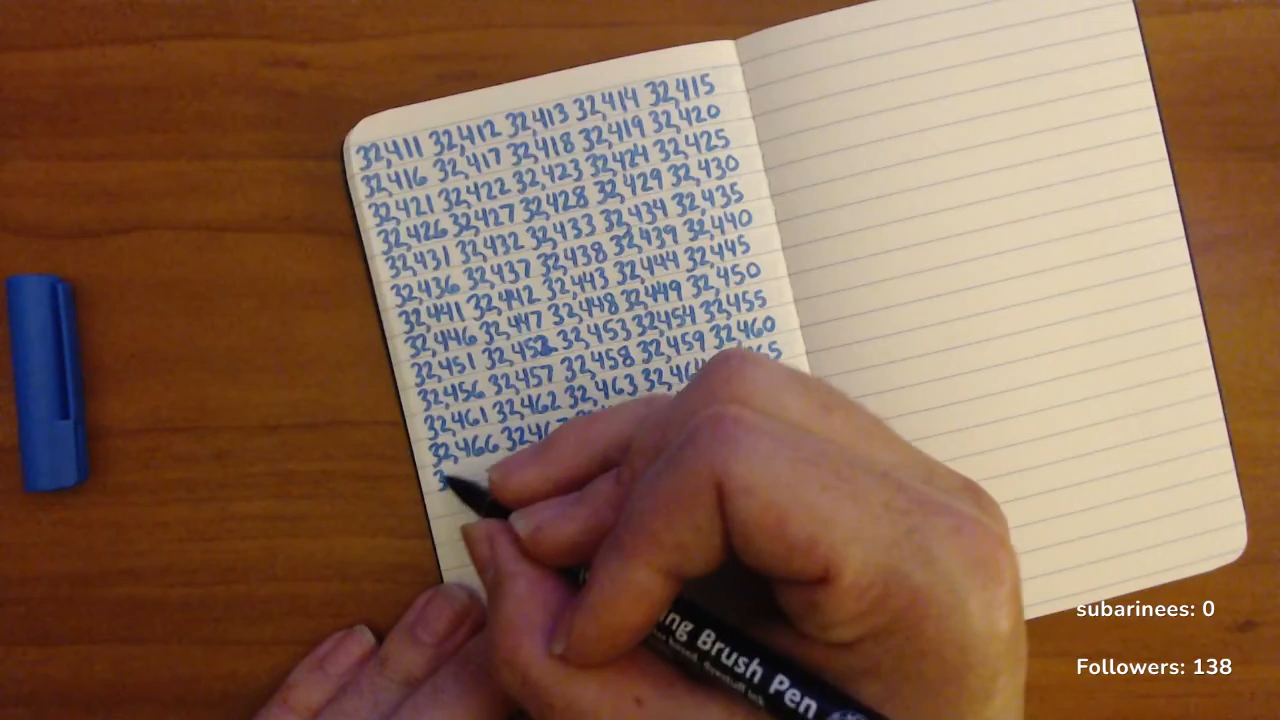 32,411 32,412 32,413 32,414 32,415
32,416 32,417 32,418 32,419 32,420
32,421 32,422 32,423 32,424 32,425
32,426 32,427 32,428 32,429 32,430
32,431 32,432 32,433 32,434 32,435
32,436 32,437 32,438 32,439 32,440
32,441 32,442 32,443 32,444 32,445
32,446 32,447 32,448 32,449 32,450
32,451 32,452 32,453 32,454 32,455
32,456 32,457 32,458 32,459 32,460
32,461 32,462 32,463
32,466
3
Brush Pen
subarinees: 0
Followers: 138